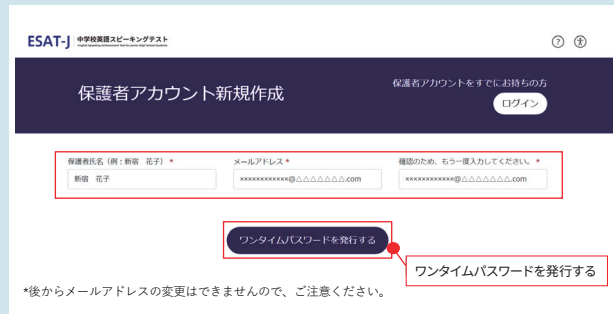 ESAT-J 中学校英語スピーキングテスト
English Speaking Achievement Test for Junior High School Students
保護者アカウント新規作成
保護者アカウントをすでにお持ちの方
ログイン
保護者氏名（例：新宿　花子） *
メールアドレス *
確認のため、もう一度入力してください。 *
新宿　花子
××××××××××××@△△△△△△△.com
××××××××××××@△△△△△△△.com
ワンタイムパスワードを発行する
ワンタイムパスワードを発行する
*後からメールアドレスの変更はできませんので、ご注意ください。